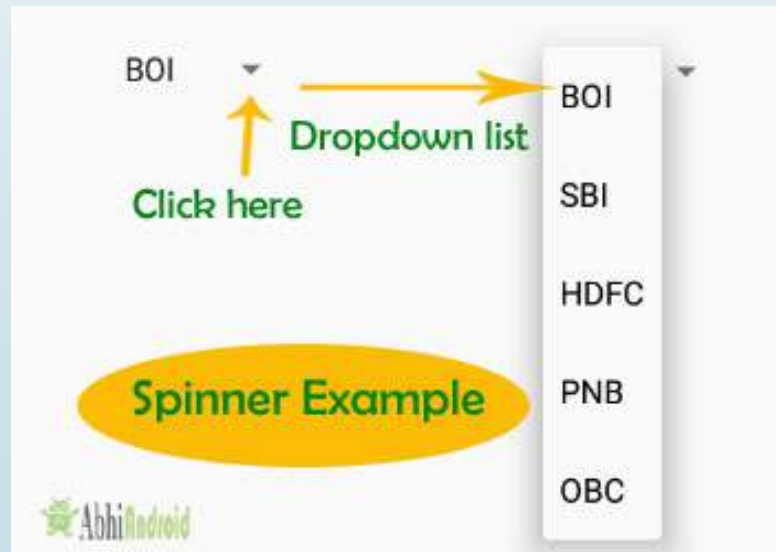 BOI
Click here
Dropdown list
BOI
SBI
HDFC
PNB
OBC
Spinner Example
AbhiAndroid